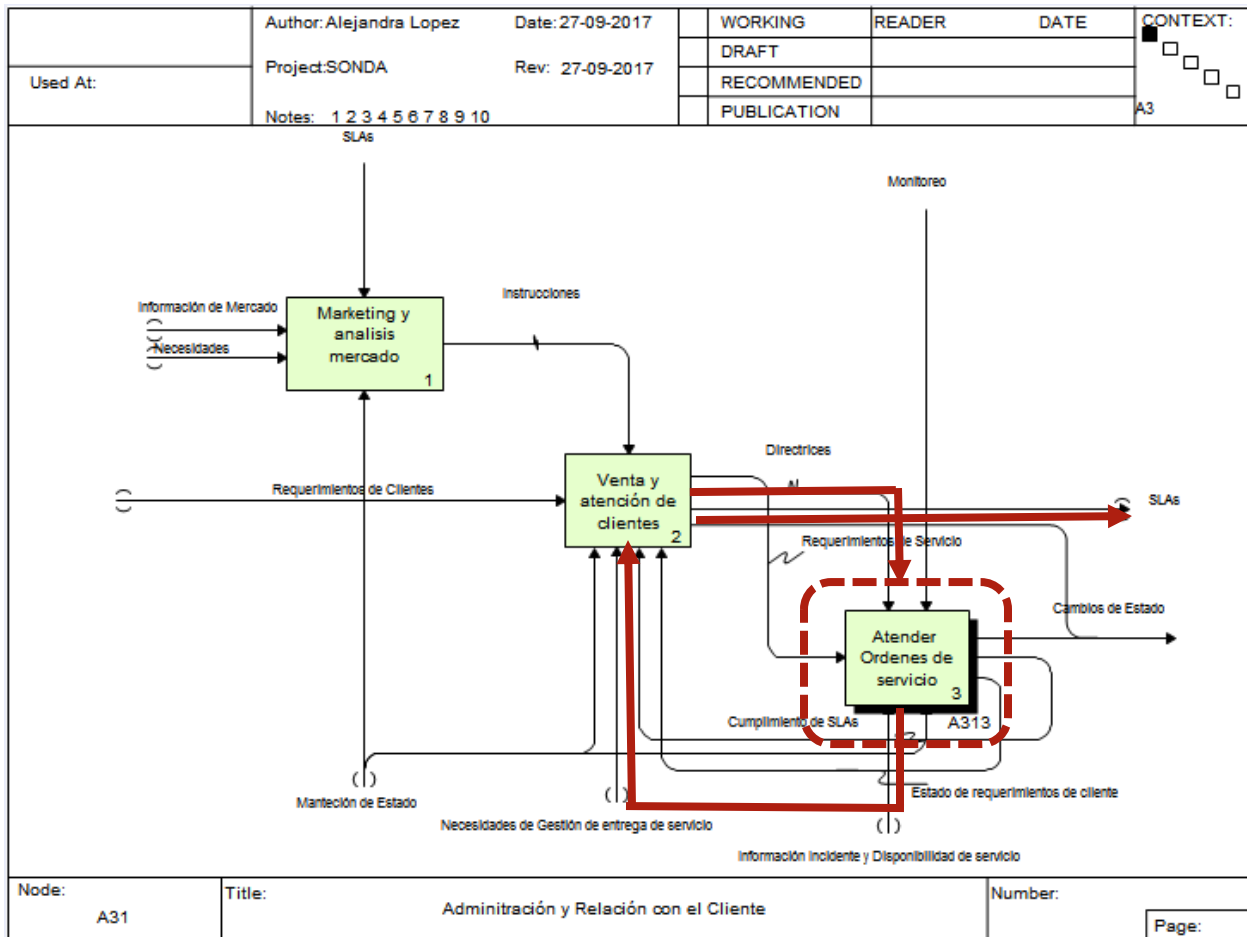 Used At:
Author: Alejandra Lopez
Date: 27-09-2017
Project:SONDA
Rev: 27-09-2017
Notes: 1 2 3 4 5 6 7 8 9 10
WORKING
READER
DATE
DRAFT
RECOMMENDED
PUBLICATION
CONTEXT:
A3
SLAs
Monitoreo
Información de Mercado
Necesidades
Marketing y
analisis
mercado
1
Instrucciones
Directrices
Requerimientos de Clientes
Venta y
atención de
clientes
2
SLAs
Requerimientos de Servicio
Cambios de Estado
Atender
Ordenes de
servicio
3
A313
Cumplimiento de SLAs
Manteción de Estado
Estado de requerimientos de cliente
Necesidades de Gestión de entrega de servicio
Información Incidente y Disponibilidad de servicio
Node:
A31
Title:
Adminitración y Relación con el Cliente
Number:
Page: